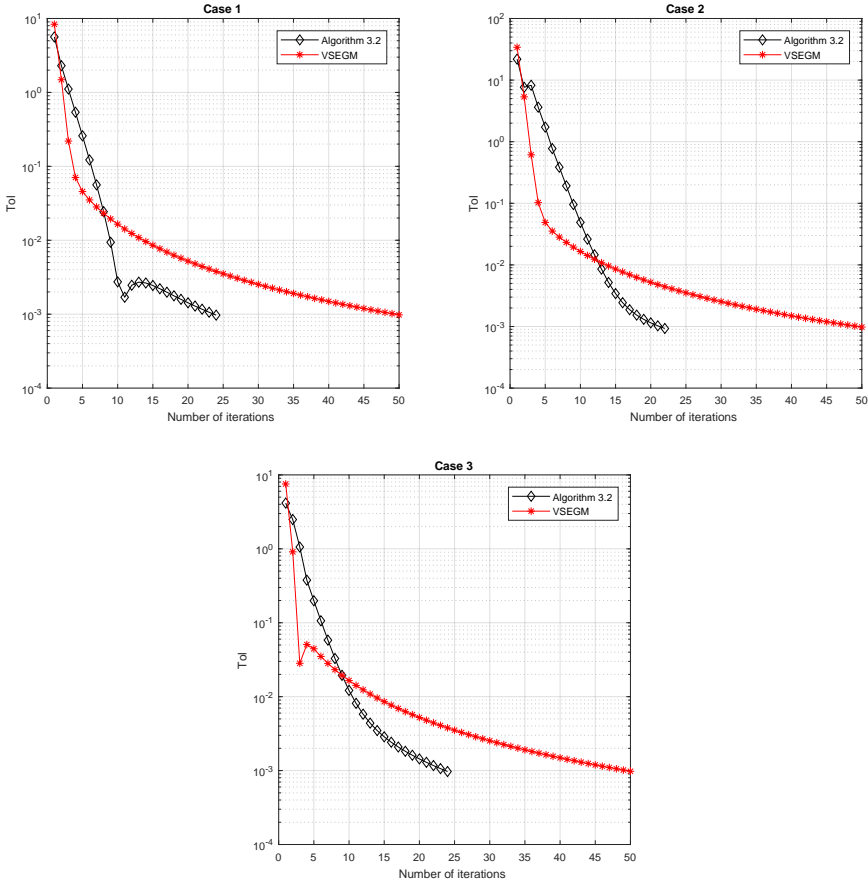 Case 1
10^1
10^0
10^-1
10^-2
10^-3
10^-4
Tol
Algorithm 3.2
VSEGM
0 5 10 15 20 25 30 35 40 45 50
Number of iterations
Case 2
10^2
10^1
10^0
10^-1
10^-2
10^-3
10^-4
Tol
Algorithm 3.2
VSEGM
0 5 10 15 20 25 30 35 40 45 50
Number of iterations
Case 3
10^1
10^0
10^-1
10^-2
10^-3
10^-4
Tol
Algorithm 3.2
VSEGM
0 5 10 15 20 25 30 35 40 45 50
Number of iterations